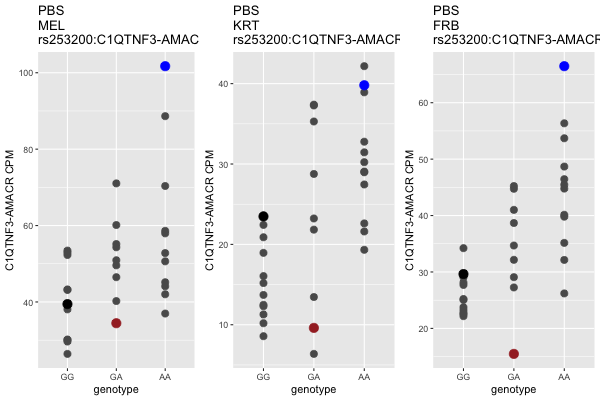 PBS
MEL
rs253200:C1QTNF3-AMAC
C1QTNF3-AMACR CPM
100
80
60
40
GG
GA
AA
genotype
PBS
KRT
rs253200:C1QTNF3-AMACR
C1QTNF3-AMACR CPM
40
30
20
10
GG
GA
AA
genotype
PBS
FRB
rs253200:C1QTNF3-AMACR
C1QTNF3-AMACR CPM
60
50
40
30
20
GG
GA
AA
genotype